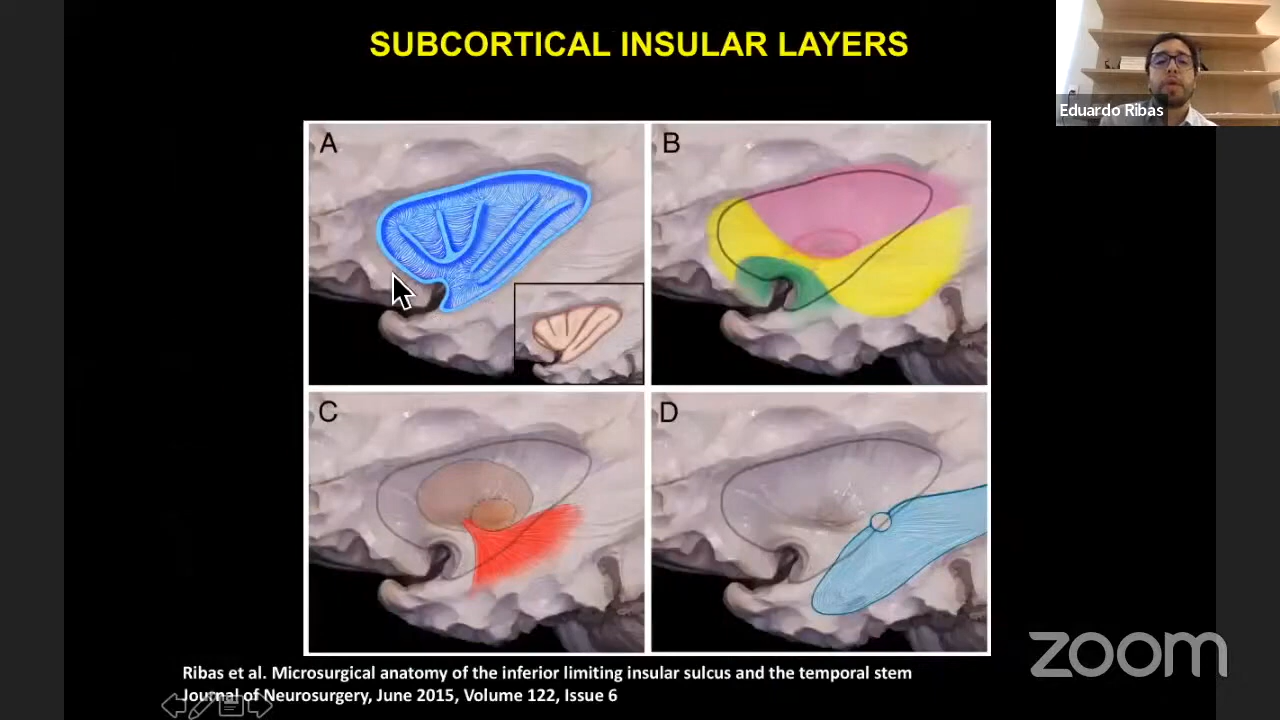 SUBCORTICAL INSULAR LAYERS
Eduardo Ribas
A
B
C
D
zoom
Ribas et al. Microsurgical anatomy of the inferior limiting insular sulcus and the temporal stem
Journal of Neurosurgery, June 2015, Volume 122, Issue 6